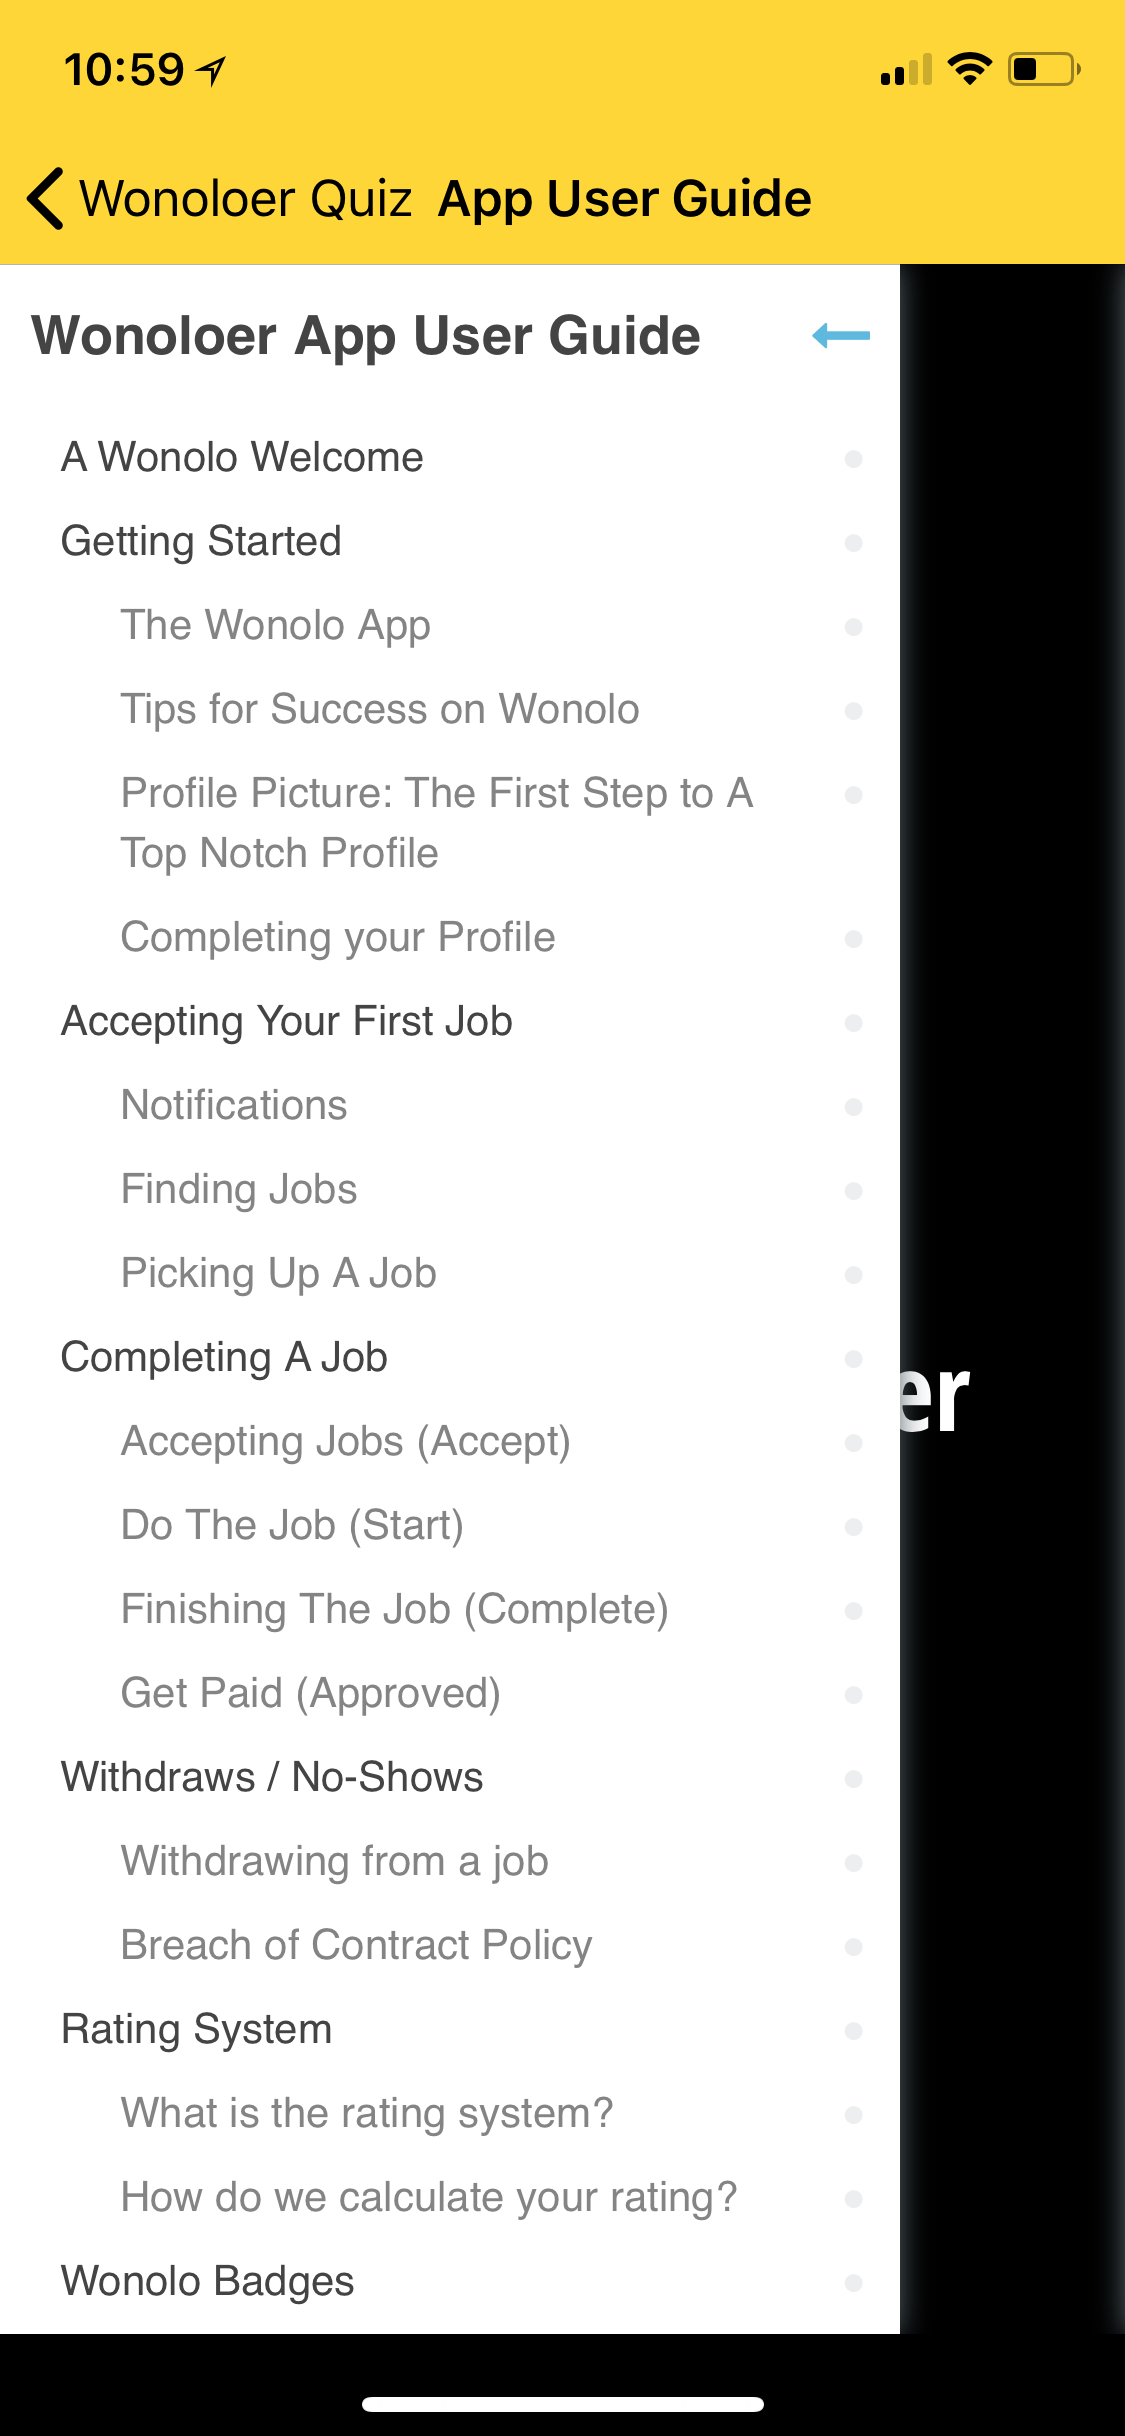 10:59
Wonoloer Quiz App User Guide
Wonoloer App User Guide
A Wonolo Welcome
Getting Started
The Wonolo App
Tips for Success on Wonolo
Profile Picture: The First Step to A
Top Notch Profile
Completing your Profile
Accepting Your First Job
Notifications
Finding Jobs
Picking Up A Job
Completing A Job
er
Accepting Jobs (Accept)
Do The Job (Start)
Finishing The Job (Complete)
Get Paid (Approved)
Withdraws / No-Shows
Withdrawing from a job
Breach of Contract Policy
Rating System
What is the rating system?
How do we calculate your rating?
Wonolo Badges